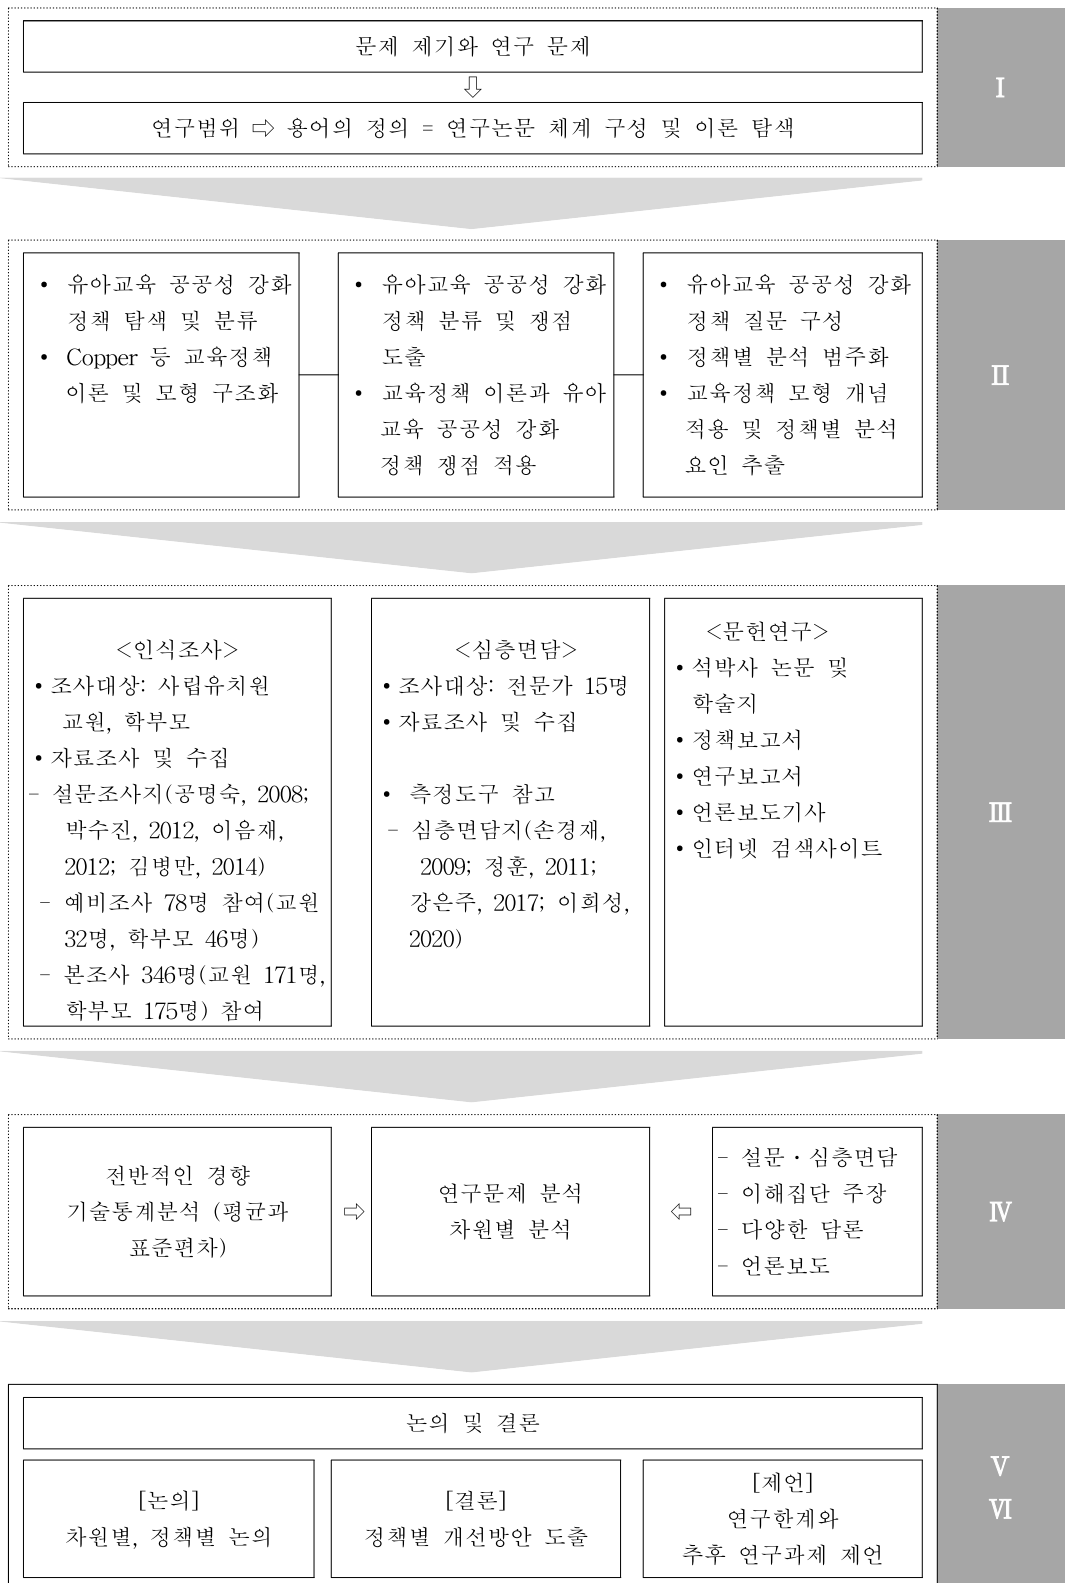 문제 제기와 연구 문제
⇩
연구범위 ⇨ 용어의 정의 = 연구논문 체계 구성 및 이론 탐색
Ⅰ
• 유아교육 공공성 강화
정책 탐색 및 분류
• Copper 등 교육정책
이론 및 모형 구조화
• 유아교육 공공성 강화
정책 분류 및 쟁점
도출
• 교육정책 이론과 유아
교육 공공성 강화
정책 쟁점 적용
• 유아교육 공공성 강화
정책 질문 구성
• 정책별 분석 범주화
• 교육정책 모형 개념
적용 및 정책별 분석
요인 추출
Ⅱ
<인식조사>
• 조사대상: 사립유치원
교원, 학부모
• 자료조사 및 수집
- 설문조사지(공명숙, 2008;
박수진, 2012, 이음재,
2012; 김병만, 2014)
- 예비조사 78명 참여(교원
32명, 학부모 46명)
- 본조사 346명(교원 171명,
학부모 175명) 참여
<심층면담>
• 조사대상: 전문가 15명
• 자료조사 및 수집
• 측정도구 참고
- 심층면담지(손경재,
2009; 정훈, 2011;
강은주, 2017; 이희성,
2020)
<문헌연구>
• 석박사 논문 및
학술지
• 정책보고서
• 연구보고서
• 언론보도기사
• 인터넷 검색사이트
Ⅲ
전반적인 경향
기술통계분석 (평균과
표준편차)
⇨
연구문제 분석
차원별 분석
⇦
- 설문 · 심층면담
- 이해집단 주장
- 다양한 담론
- 언론보도
Ⅳ
논의 및 결론
[논의]
차원별, 정책별 논의
[결론]
정책별 개선방안 도출
[제언]
연구한계와
추후 연구과제 제언
Ⅴ
Ⅵ